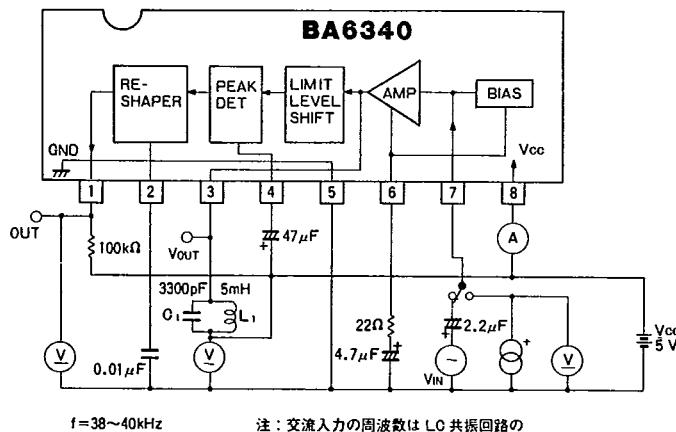 BA6340
RE-
SHAPER
PEAK
DET
LIMIT
LEVEL
SHIFT
AMP
BIAS
GND
Vcc
1
2
3
4
5
6
7
8
OUT
100kΩ
VOUT
47μF
+
A
3300pF
5mH
C1
L1
22Ω
2.2μF
+
+
Vcc
5V
V
0.01μF
V
4.7μF
+
VIN
~
V
f=38~40kHz
注：交流入力の周波数は LC 共振回路の